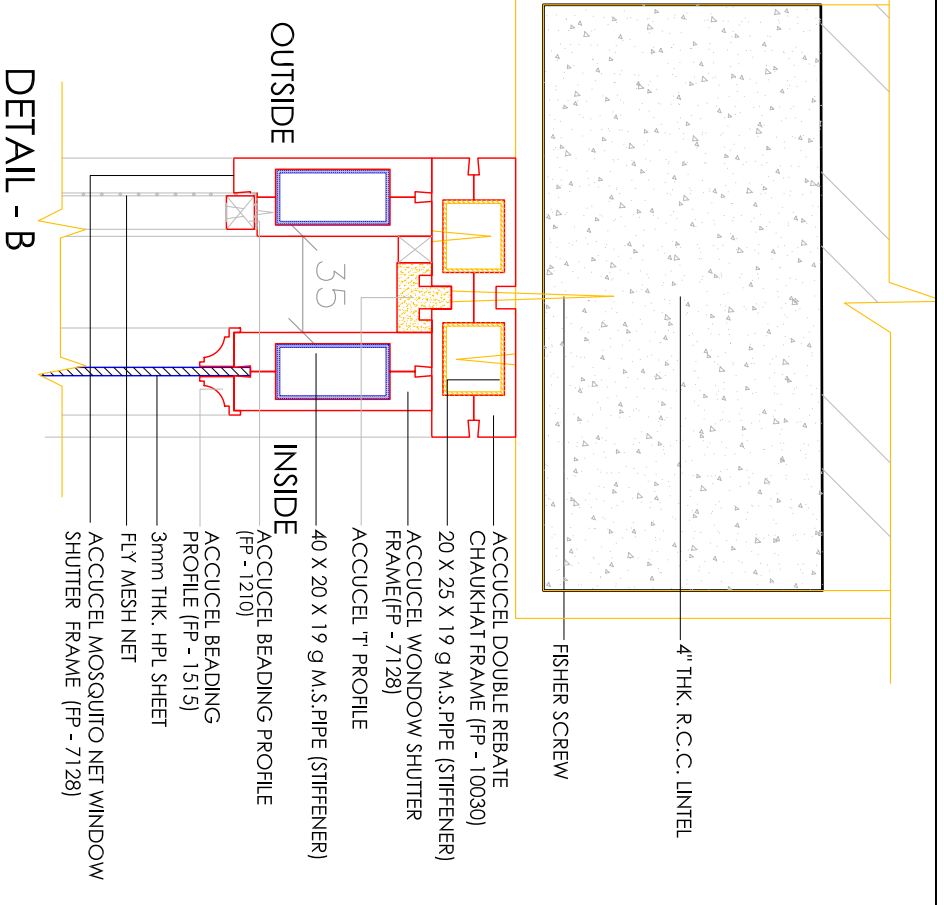 4" THK. R.C.C. LINTEL
FISHER SCREW
ACCUCEL DOUBLE REBATE
CHAUKHAT FRAME (FP - 10030)
20 X 25 X 19 g M.S.PIPE (STIFFENER)
ACCUCEL WONDOW SHUTTER
FRAME(FP - 7128)
ACCUCEL 'T' PROFILE
40 X 20 X 19 g M.S.PIPE (STIFFENER)
ACCUCEL BEADING PROFILE
(FP - 1210)
ACCUCEL BEADING
PROFILE (FP - 1515)
3mm THK. HPL SHEET
FLY MESH NET
ACCUCEL MOSQUITO NET WINDOW
SHUTTER FRAME (FP - 7128)
OUTSIDE
35
INSIDE
DETAIL - B